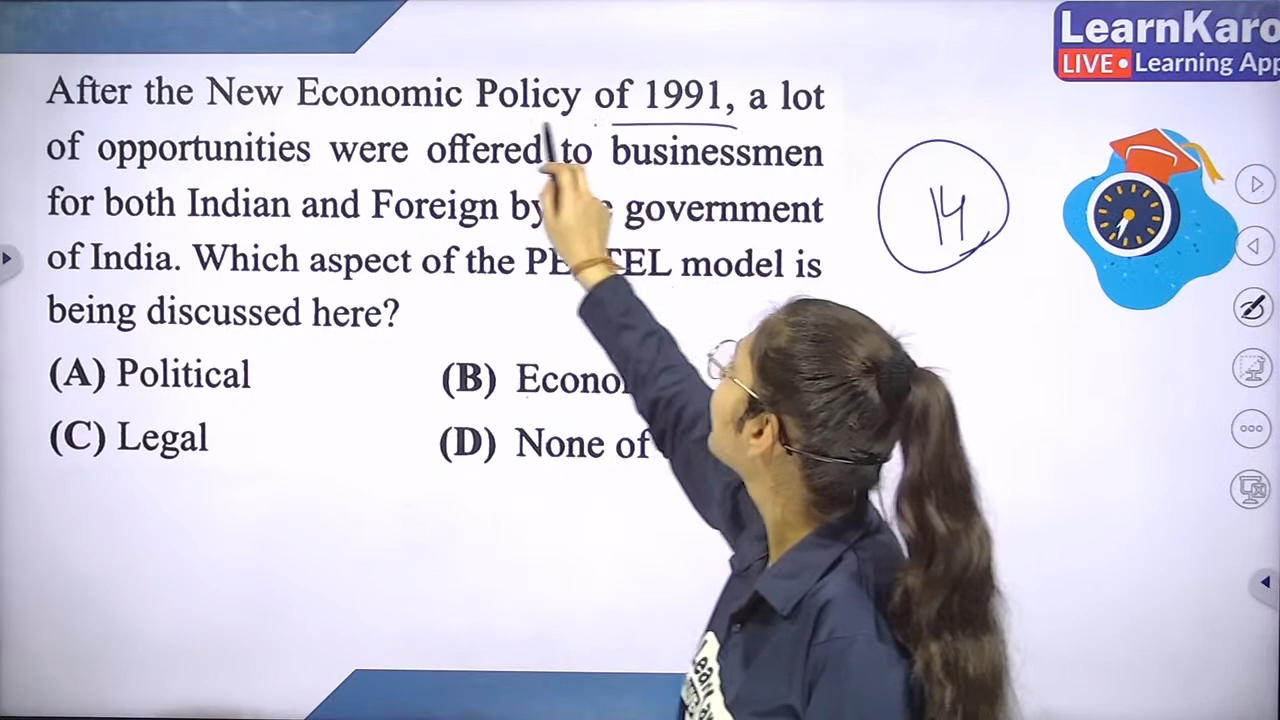 LearnKaro
LIVE • Learning App
After the New Economic Policy of 1991, a lot
of opportunities were offered to businessmen
for both Indian and Foreign by government
of India. Which aspect of the model is
being discussed here?
(A) Political
(B)
(C) Legal
(D) None of
14